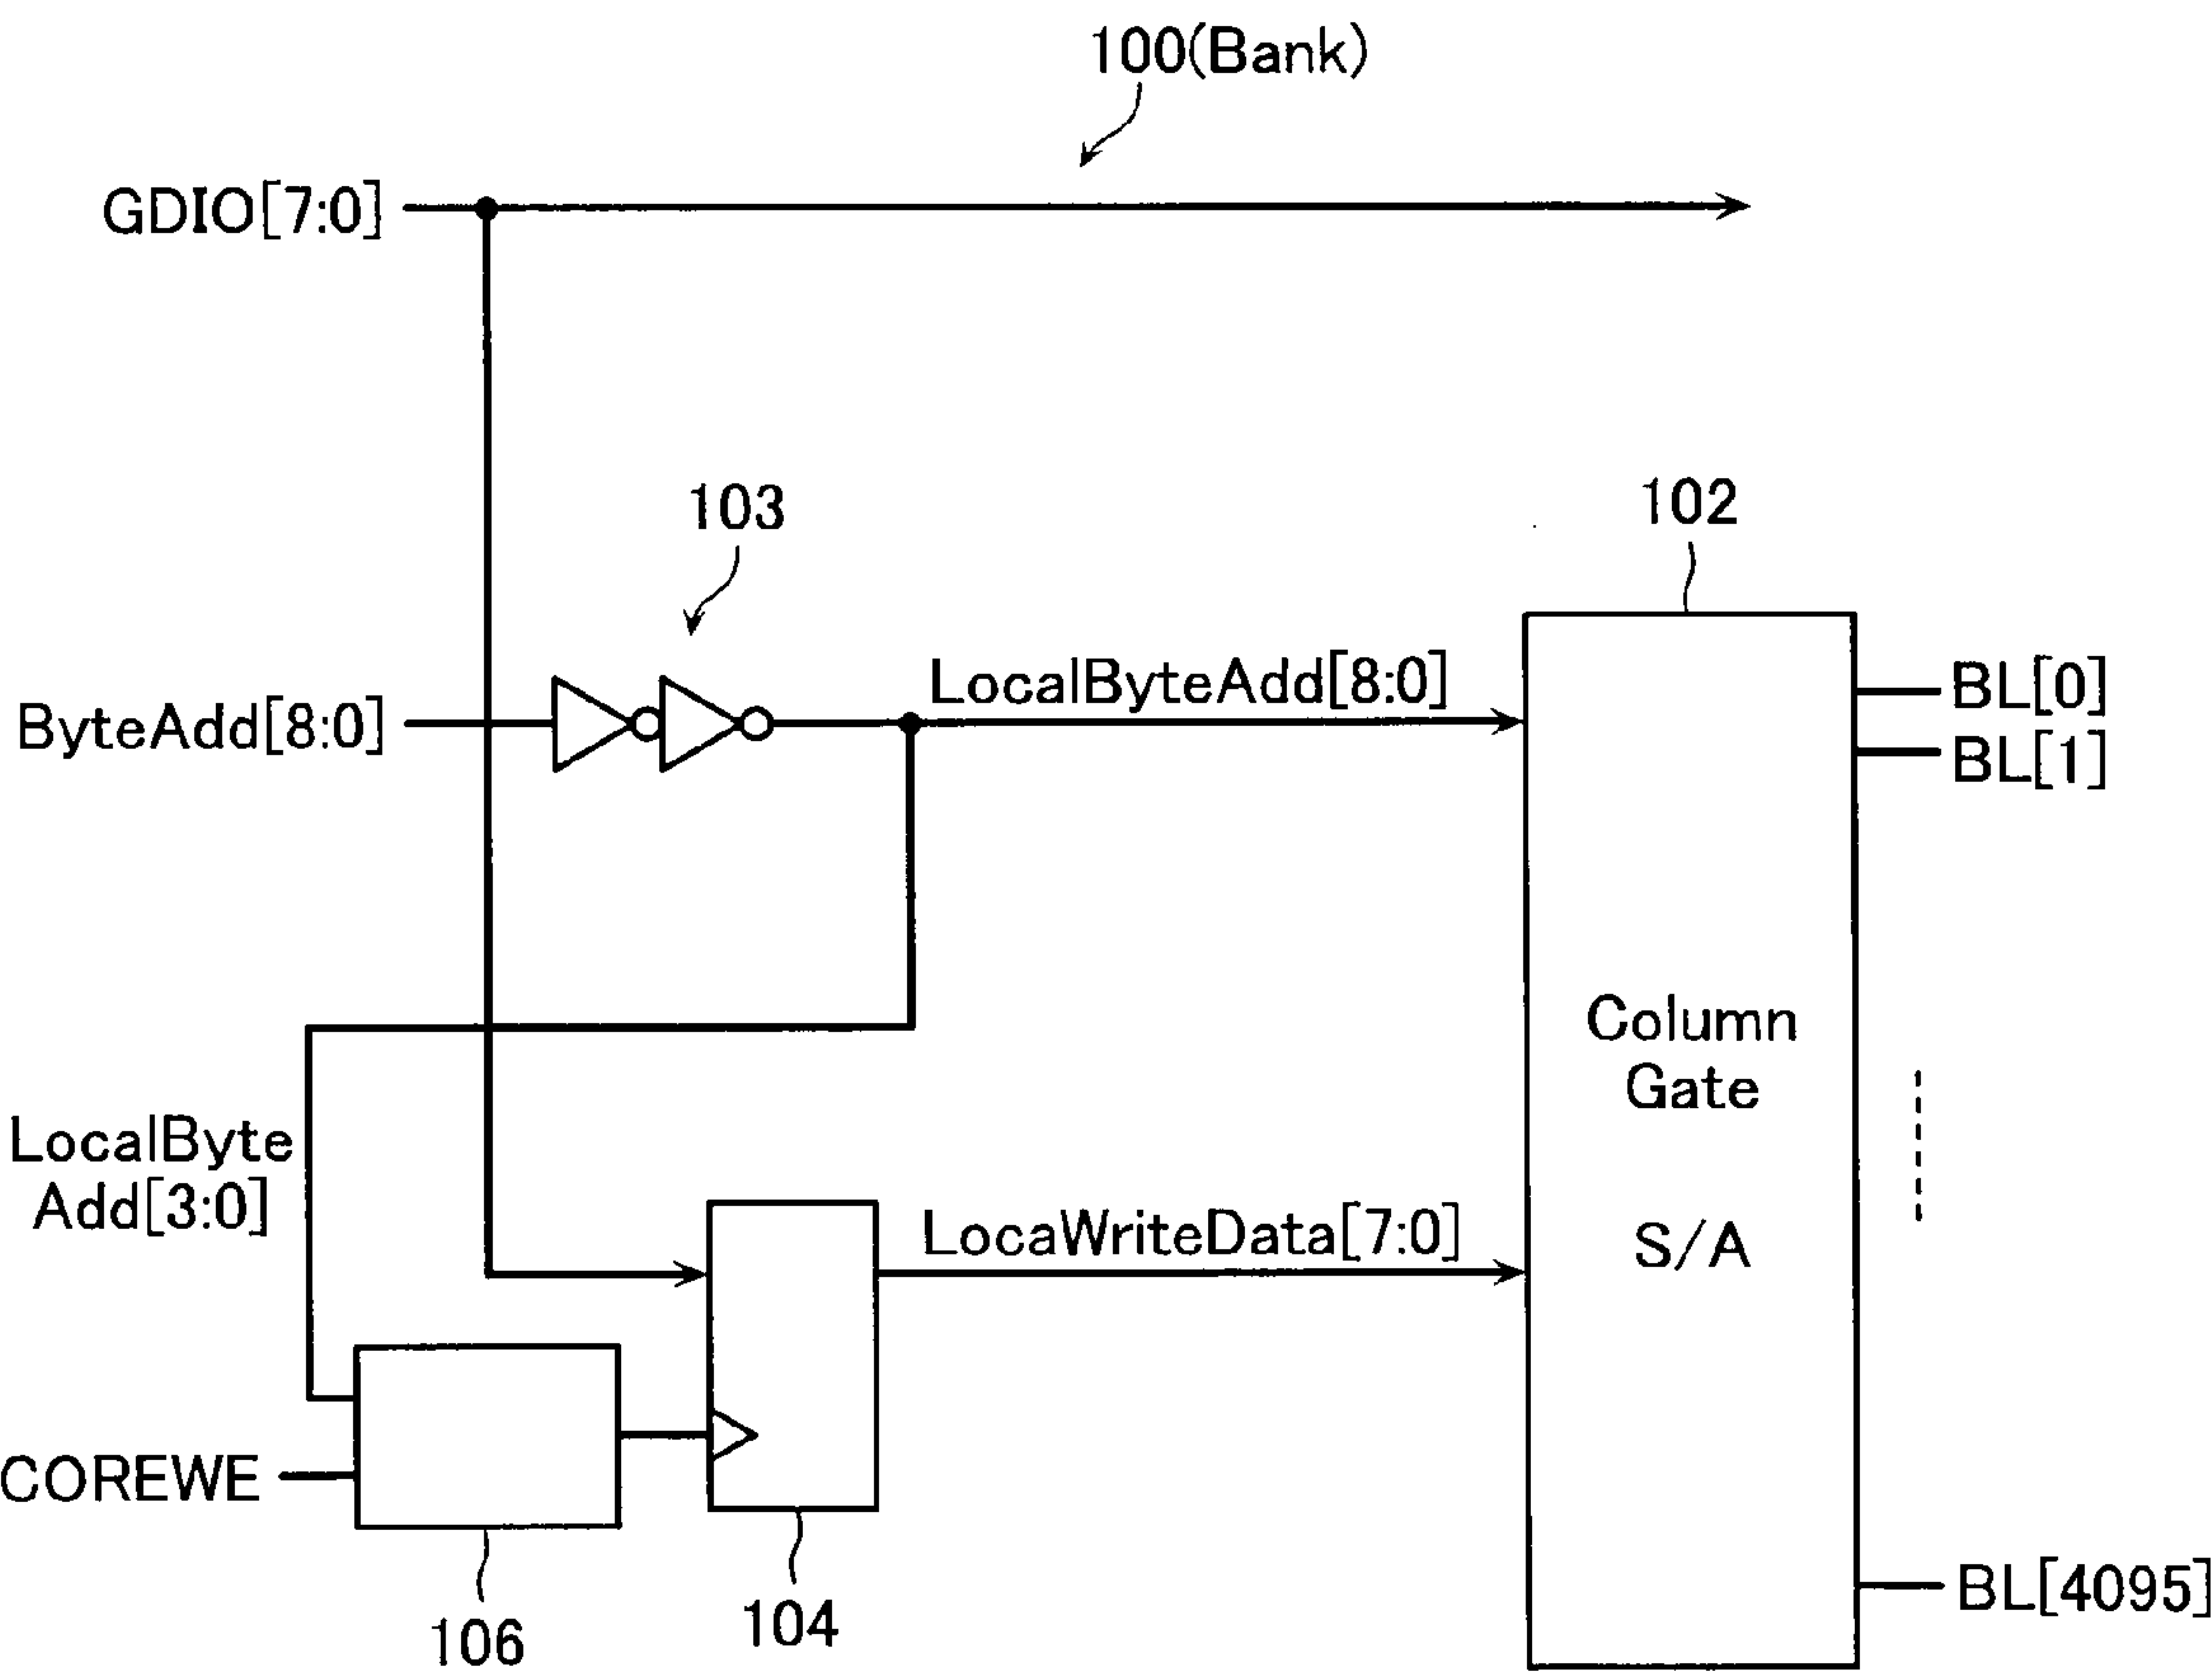 100(Bank)
GDIO[7:0]
103
102
LocalByteAdd[8:0]
ByteAdd[8:0]
BL[0]
BL[1]
Column
Gate
S/A
LocalByte
Add[3:0]
LocaWriteData[7:0]
COREWE
BL[4095]
106
104